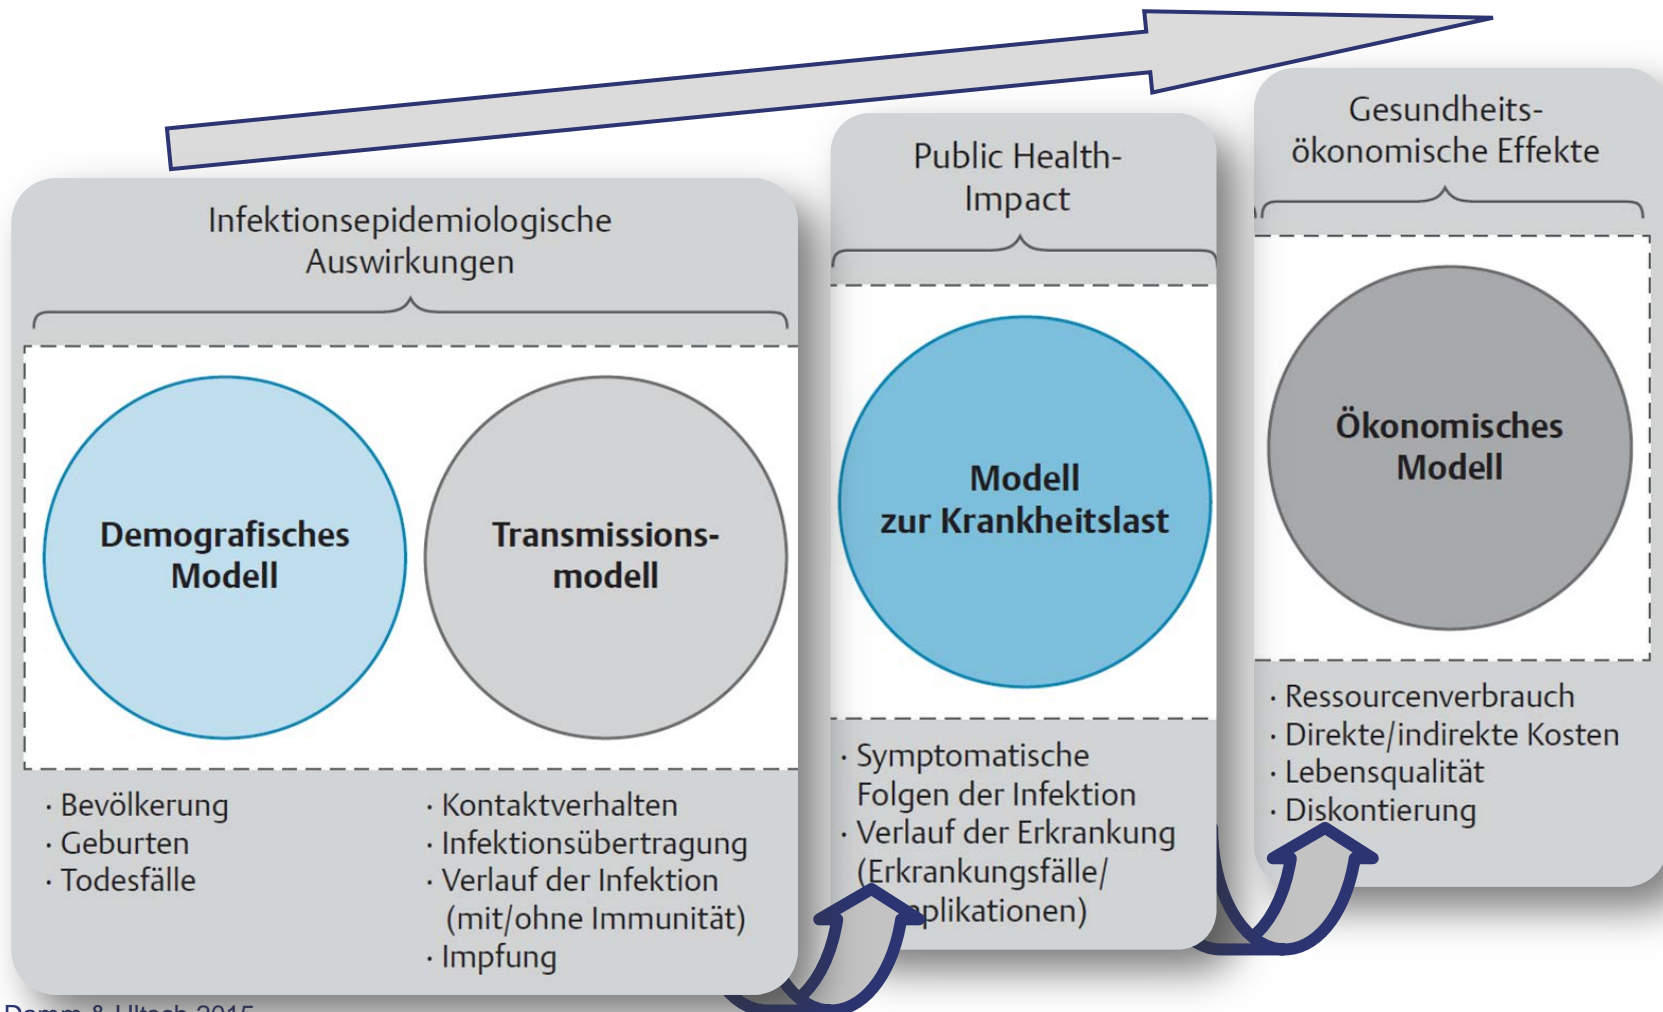 Infektionsepidemiologische
Auswirkungen
Demografisches
Modell
Transmissions-
modell
· Bevölkerung
· Geburten
· Todesfälle
· Kontaktverhalten
· Infektionsübertragung
· Verlauf der Infektion
(mit/ohne Immunität)
· Impfung
Public Health-
Impact
Modell
zur Krankheitslast
· Symptomatische
Folgen der Infektion
· Verlauf der Erkrankung
(Erkrankungsfälle/
plikationen)
Gesundheits-
ökonomische Effekte
Ökonomisches
Modell
· Ressourcenverbrauch
· Direkte/indirekte Kosten
· Lebensqualität
· Diskontierung
& 2015